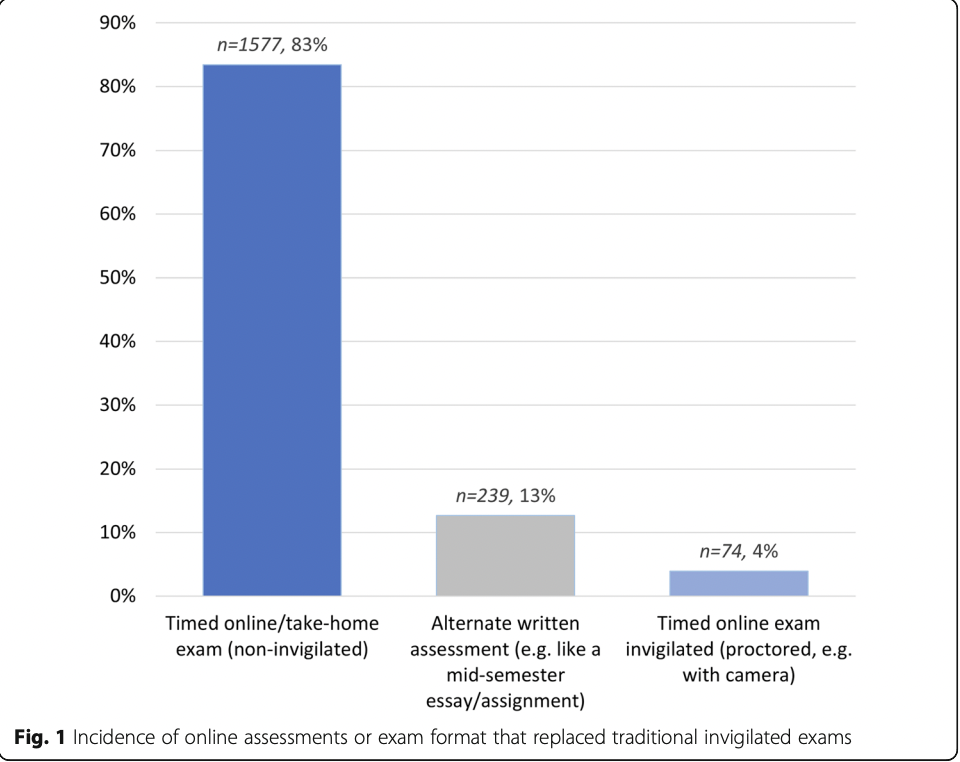 90%
n=1577, 83%
80%
70%
60%
50%
40%
30%
20%
n=239, 13%
10%
n=74, 4%
0%
Timed online/take-home
exam (non-invigilated)
Alternate written
assessment (e.g. like a
mid-semester
essay/assignment)
Timed online exam
invigilated (proctored, e.g.
with camera)
Fig. 1 Incidence of online assessments or exam format that replaced traditional invigilated exams